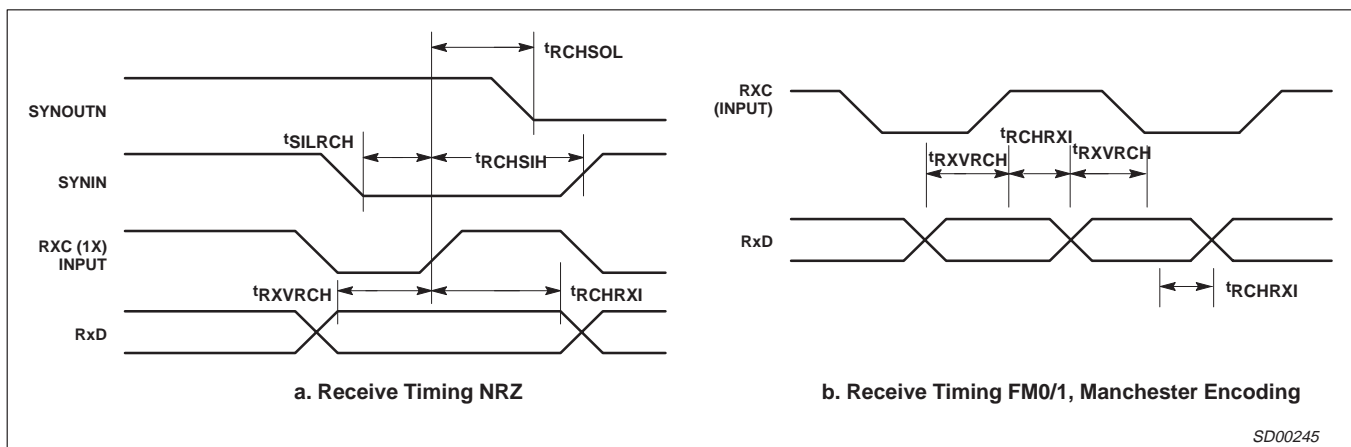 tRCHSOL
SYNOUTN
tSILRCH
tRCHSIH
SYNIN
RXC (1X)
INPUT
tRXVRCH
tRCHRXI
RxD
a. Receive Timing NRZ
RXC
(INPUT)
tRCHRXI
tRXVRCH
tRXVRCH
RxD
tRCHRXI
b. Receive Timing FM0/1, Manchester Encoding
SD00245